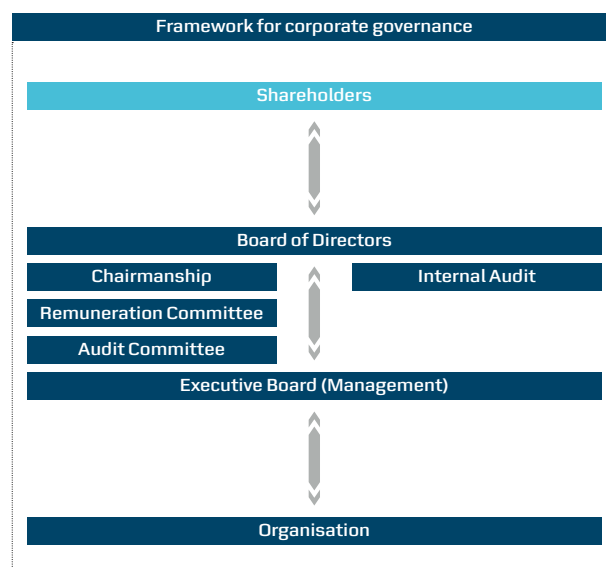 Framework for corporate governance
Shareholders
Board of Directors
Chairmanship
Internal Audit
Remuneration Committee
Audit Committee
Executive Board (Management)
Organisation